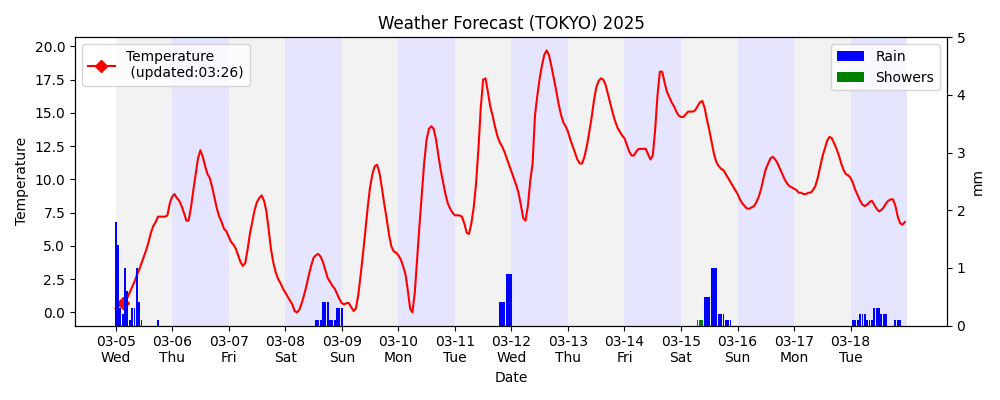 Weather Forecast (TOKYO) 2025
Temperature
(updated:03:26)
Rain
Showers
20.0
17.5
15.0
12.5
10.0
7.5
5.0
2.5
0.0
Temperature
5
4
3
2
1
0
mm
03-05 03-06 03-07 03-08 03-09 03-10 03-11 03-12 03-13 03-14 03-15 03-16 03-17 03-18
Wed Thu Fri Sat Sun Mon Tue Wed Thu Fri Sat Sun Mon Tue
Date